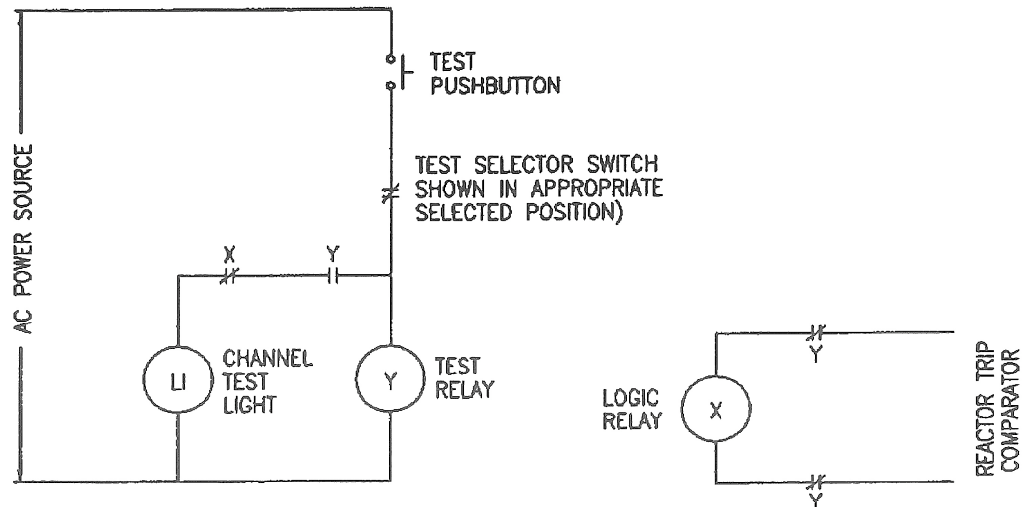 TEST
PUSHBUTTON
TEST SELECTOR SWITCH
SHOWN IN APPROPRIATE
SELECTED POSITION)
AC POWER SOURCE
X
Y
LI
CHANNEL
TEST
LIGHT
Y
TEST
RELAY
LOGIC
RELAY
X
Y
Y
REACTOR TRIP
COMPARATOR